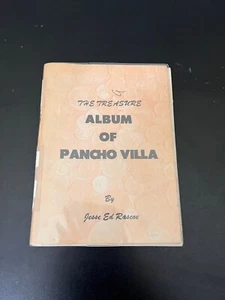 THE TREASURE
ALBUM
OF
PANCHO VILLA
By
Jesse Ed Rascoe